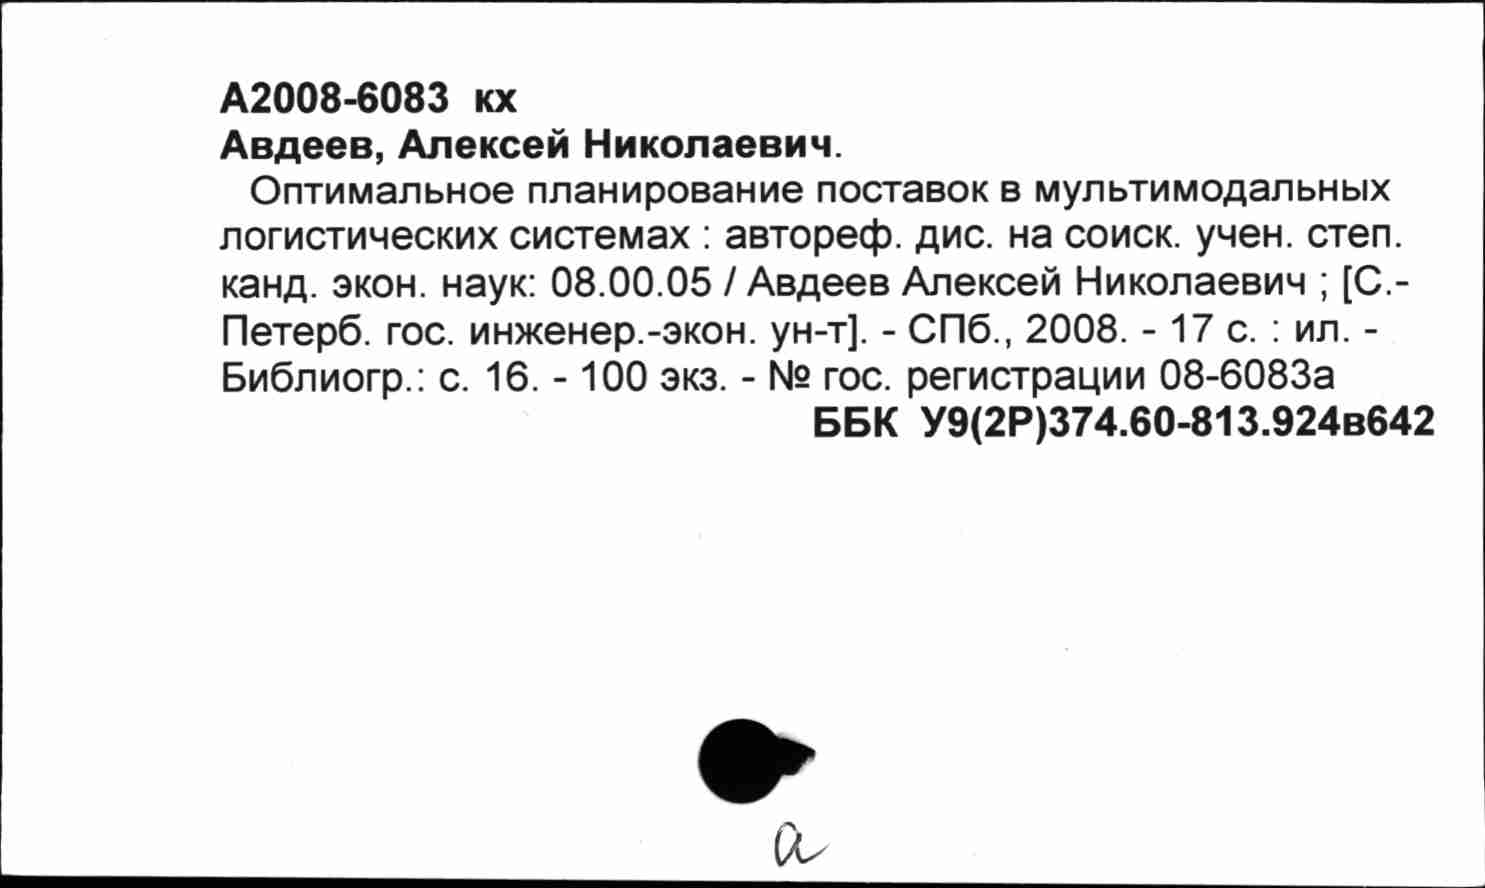 А2008-6083 кх
Авдеев, Алексей Николаевич.
Оптимальное планирование поставок в мультимодальных
логистических системах : автореф. дис. на соиск. учен. степ.
канд. экон. наук: 08.00.05 / Авдеев Алексей Николаевич ; [С.-
Петерб. гос. инженер.-экон. ун-т]. - СПб., 2008. - 17 с. : ил. -
Библиогр.: с. 16. - 100 экз. - № гос. регистрации 08-6083а
ББК У9(2Р)374.60-813.924в642
а